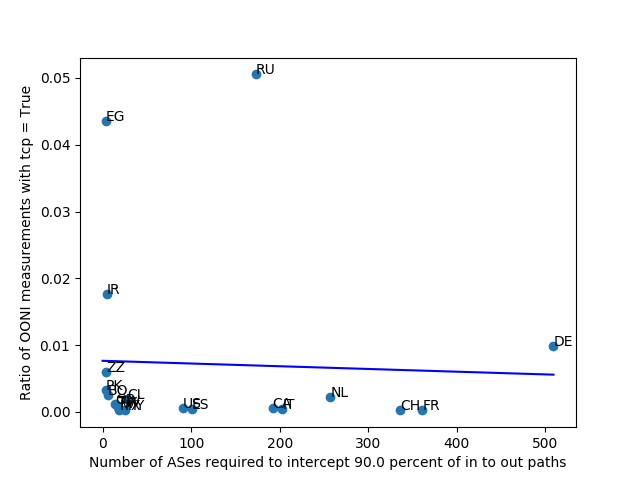 RU
0.05
EG
0.04
0.03
0.02
IR
DE
0.01
ZZ
PK
CL
NL
US
ES
CA
CH
FR
0.00
0
100
200
300
400
500
Ratio of OONI measurements with tcp = True
Number of ASes required to intercept 90.0 percent of in to out paths